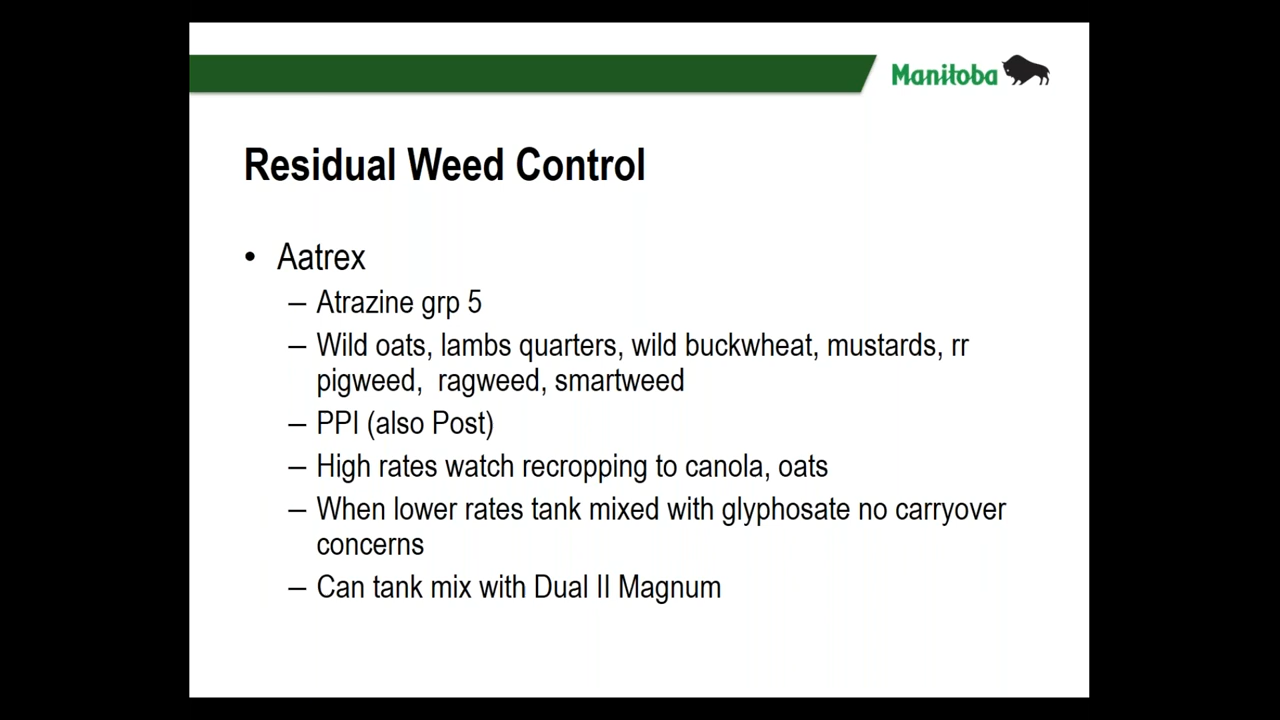 Manitoba
Residual Weed Control
• Aatrex
– Atrazine grp 5
– Wild oats, lambs quarters, wild buckwheat, mustards, rr
pigweed,  ragweed, smartweed
– PPI (also Post)
– High rates watch recropping to canola, oats
– When lower rates tank mixed with glyphosate no carryover
concerns
– Can tank mix with Dual II Magnum